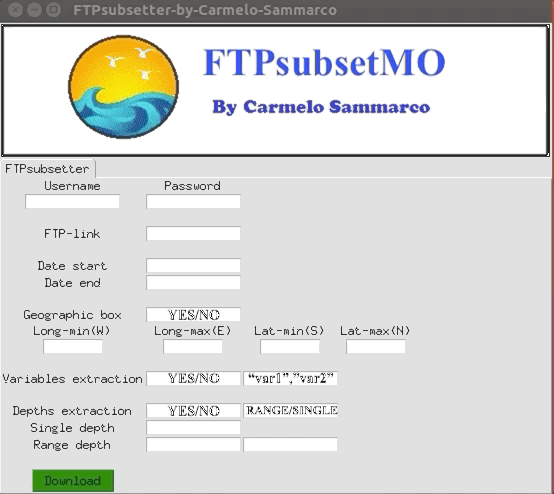 FTPsubsetter-by-Carmelo-Sammarco
FTPsubsetMO
By Carmelo Sammarco
FTPsubsetter
Username Password
FTP-link
Date start
Date end
Geographic box YES/NO
Long-min(W) Long-max(E) Lat-min(S) Lat-max(N)
Variables extraction YES/NO “var1”,”var2”
Depths extraction YES/NO RANGE/SINGLE
Single depth
Range depth
Download